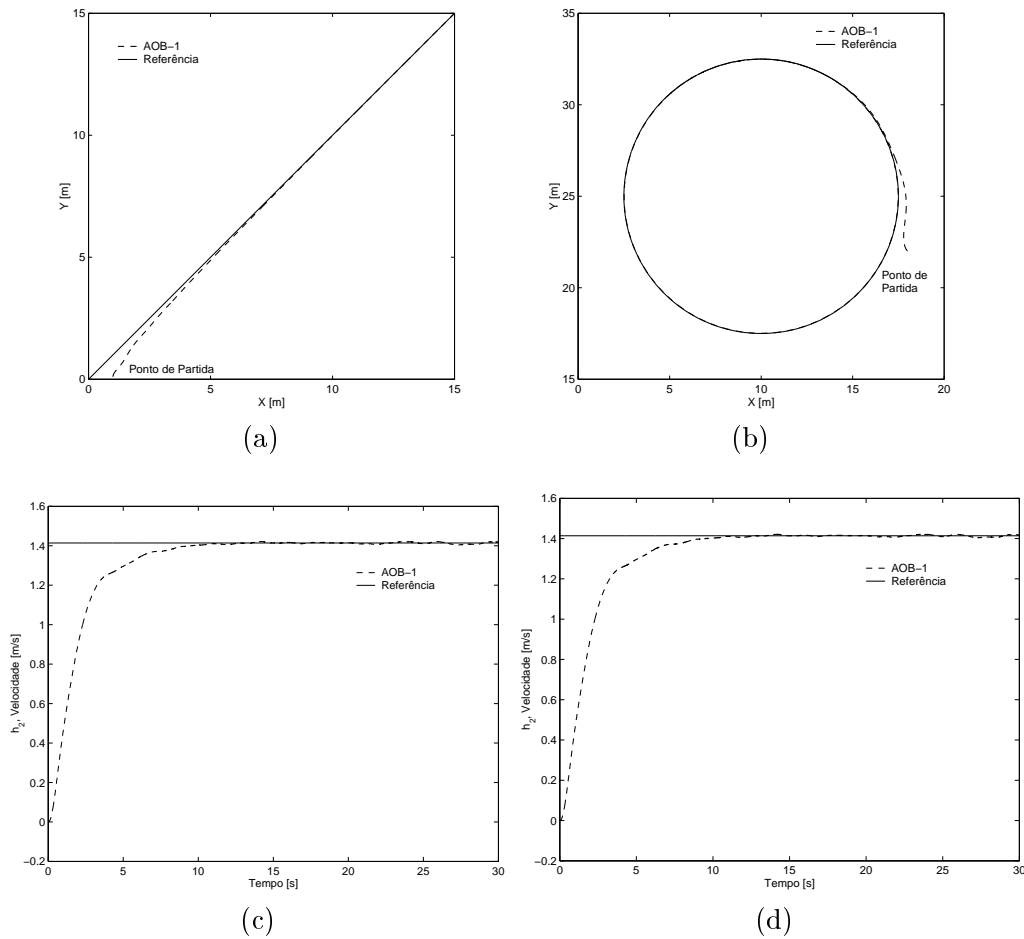 15
10
5
0
0
5
10
15
Y [m]
X [m]
AOB−1
Referência
Ponto de Partida
(a)
35
30
25
20
15
0
5
10
15
20
Y [m]
X [m]
AOB−1
Referência
Ponto de
Partida
(b)
1.6
1.4
1.2
1
0.8
0.6
0.4
0.2
0
−0.2
0
5
10
15
20
25
30
h2, Velocidade [m/s]
Tempo [s]
AOB−1
Referência
(c)
1.6
1.4
1.2
1
0.8
0.6
0.4
0.2
0
−0.2
0
5
10
15
20
25
30
h2, Velocidade [m/s]
Tempo [s]
AOB−1
Referência
(d)